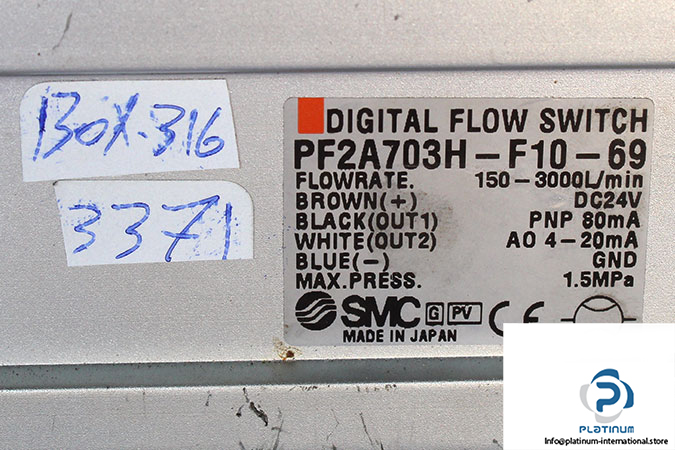 BOX.316
3371
DIGITAL FLOW SWITCH
PF2A703H-F10-69
FLOWRATE. 150-3000L/min
BROWN(+) DC24V
BLACK(OUT1) PNP 80mA
WHITE(OUT2) AO 4-20mA
BLUE(-) GND
MAX.PRESS. 1.5MPa
SMC G PV CE
MADE IN JAPAN
PLATINUM
Info@platinum-international.store